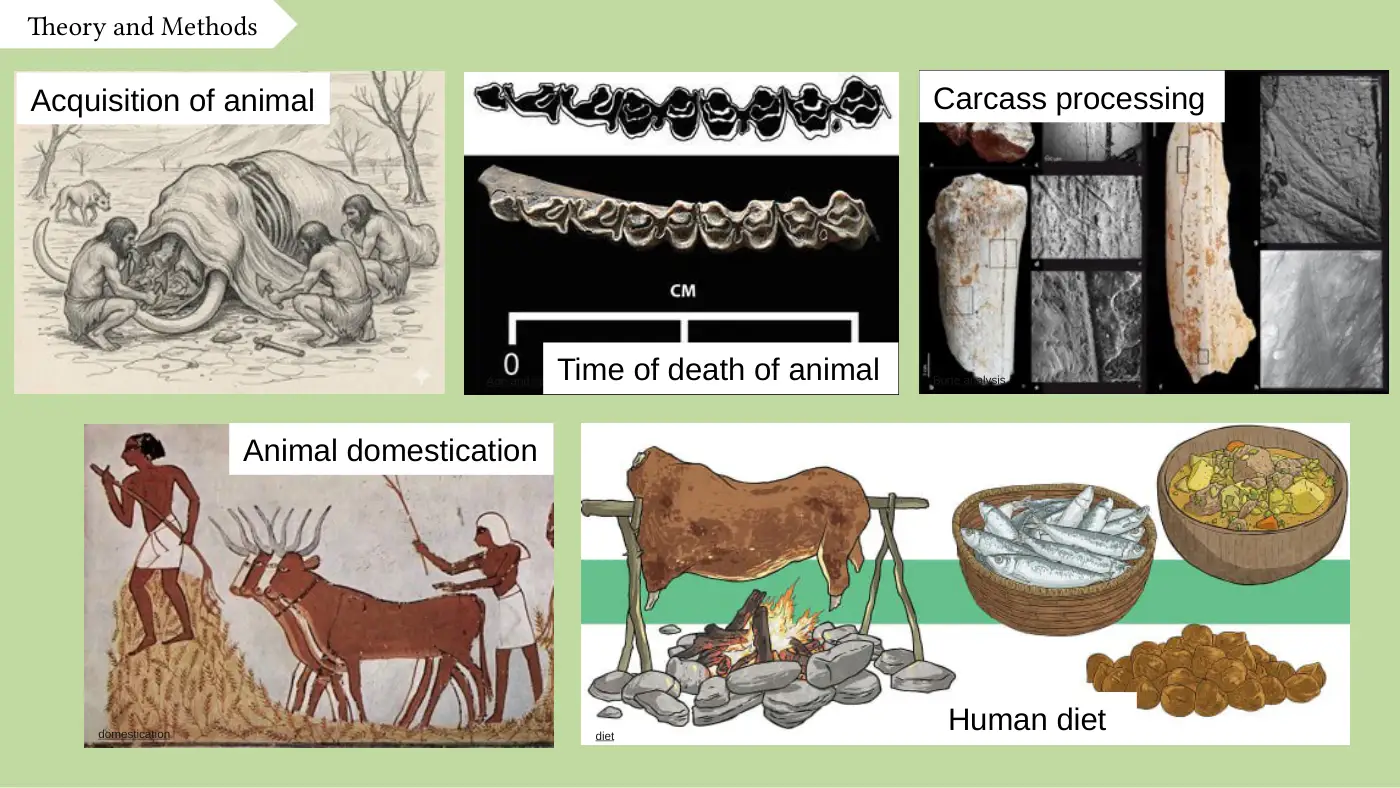 Theory and Methods
Acquisition of animal
CM
0
Time of death of animal
Carcass processing
Animal domestication
domestication
Human diet
diet